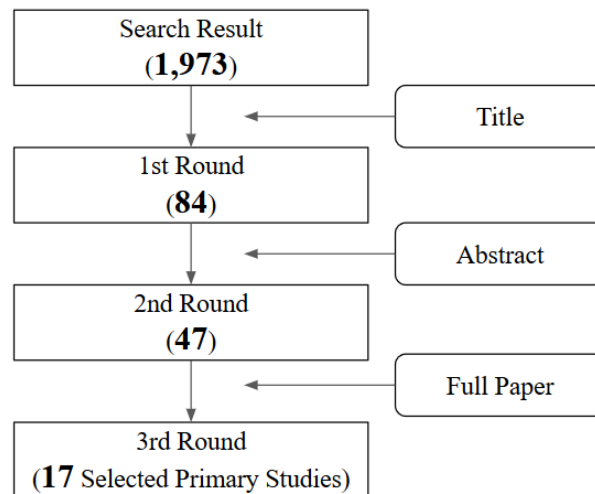 Search Result
(1,973)
Title
1st Round
(84)
Abstract
2nd Round
(47)
Full Paper
3rd Round
(17 Selected Primary Studies)